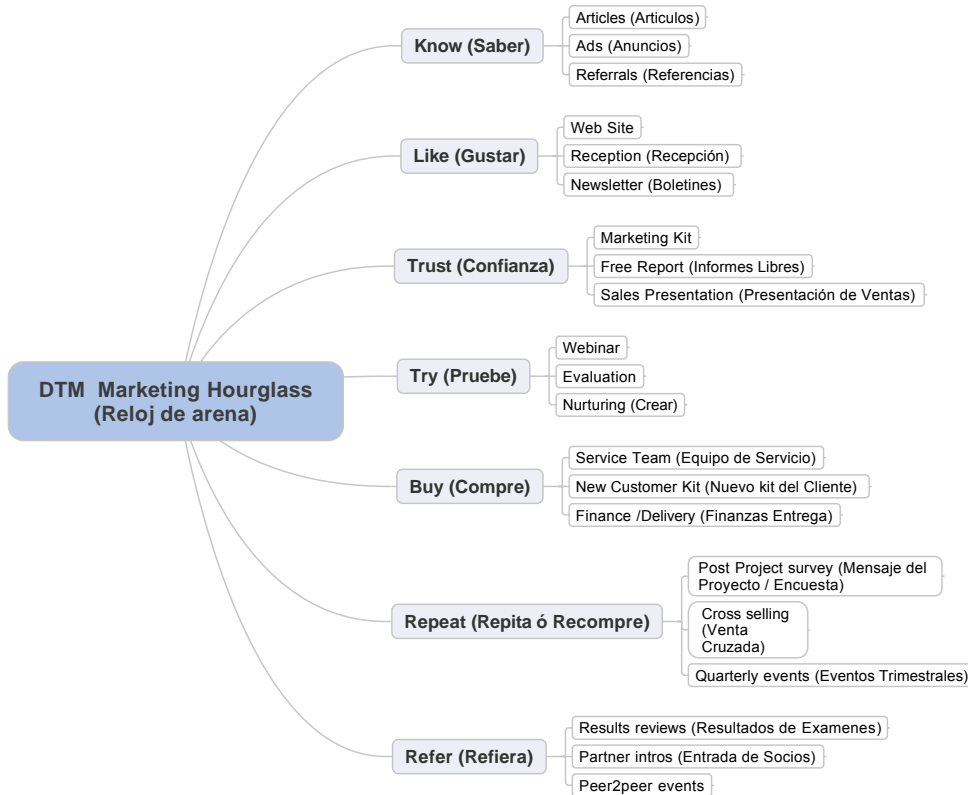 Know (Saber)
Articles (Articulos)
Ads (Anuncios)
Referrals (Referencias)
Like (Gustar)
Web Site
Reception (Recepción)
Newsletter (Boletines)
Trust (Confianza)
Marketing Kit
Free Report (Informes Libres)
Sales Presentation (Presentación de Ventas)
DTM  Marketing Hourglass
(Reloj de arena)
Try (Pruebe)
Webinar
Evaluation
Nurturing (Crear)
Buy (Compre)
Service Team (Equipo de Servicio)
New Customer Kit (Nuevo kit del Cliente)
Finance /Delivery (Finanzas Entrega)
Repeat (Repita ó Recompre)
Post Project survey (Mensaje del
Proyecto / Encuesta)
Cross selling
(Venta
Cruzada)
Quarterly events (Eventos Trimestrales)
Refer (Refiera)
Results reviews (Resultados de Examenes)
Partner intros (Entrada de Socios)
Peer2peer events